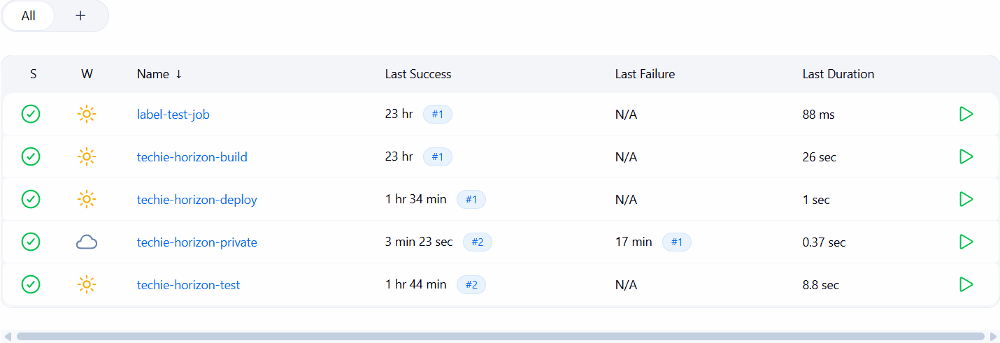 All +
S W Name ↓ Last Success Last Failure Last Duration
label-test-job 23 hr #1 N/A 88 ms
techie-horizon-build 23 hr #1 N/A 26 sec
techie-horizon-deploy 1 hr 34 min #1 N/A 1 sec
techie-horizon-private 3 min 23 sec #2 17 min #1 0.37 sec
techie-horizon-test 1 hr 44 min #2 N/A 8.8 sec